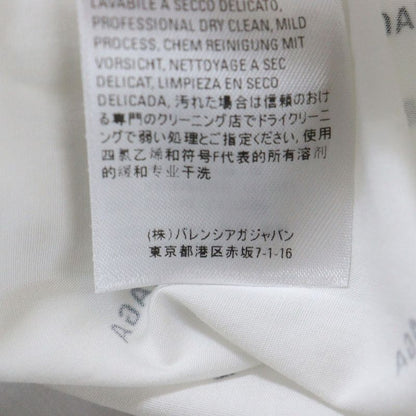 LAVABILE A SECCO DELICATO,
PROFESSIONAL DRY CLEAN, MILD
PROCESS, CHEM REINIGUNG MIT
VORSICHT, NETTOYAGE A SEC
DELICAT, LIMPIEZA EN SECO
DELICADA, 汚れた場合は信頼のおけ
る専門のクリーニング店でドライクリーニ
ングで弱い処理とご指定ください, 使用
四氯乙烯和符号F代表的所有溶剂
的缓和专业干洗
(株) バレンシアガジャパン
東京都港区赤坂7-1-16